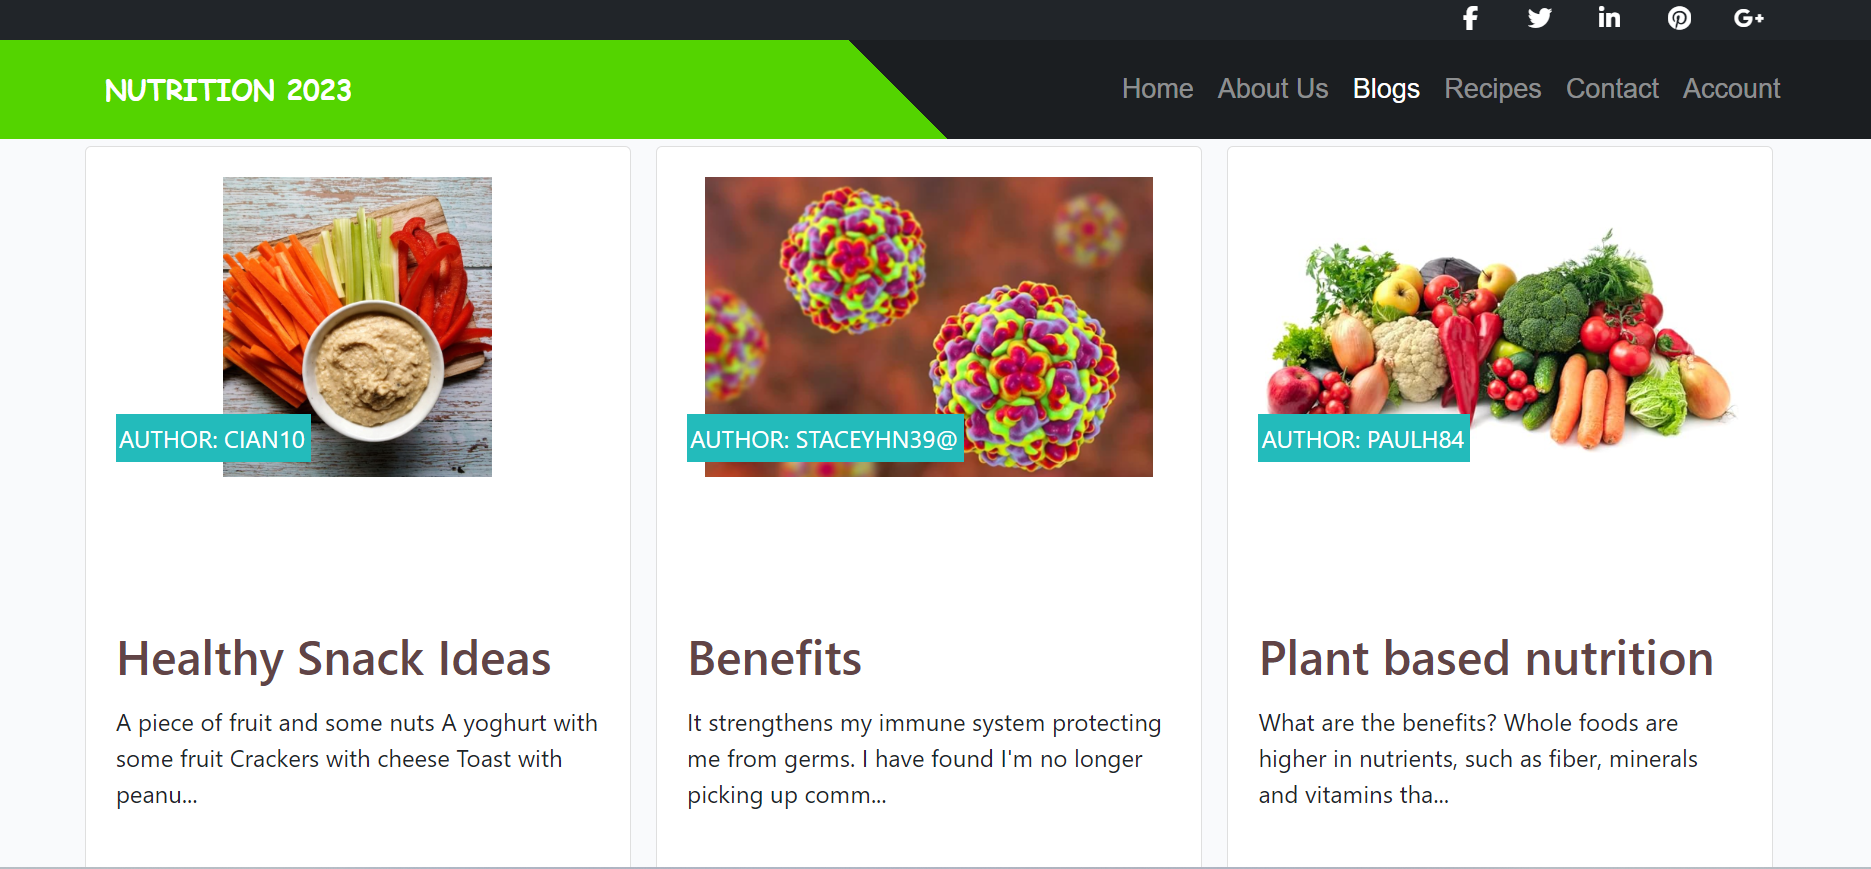 NUTRITION 2023
Home About Us Blogs Recipes Contact Account
AUTHOR: CIAN10
Healthy Snack Ideas
A piece of fruit and some nuts A yoghurt with
some fruit Crackers with cheese Toast with
peanu...
AUTHOR: STACEYHN39@
Benefits
It strengthens my immune system protecting
me from germs. I have found I'm no longer
picking up comm...
AUTHOR: PAULH84
Plant based nutrition
What are the benefits? Whole foods are
higher in nutrients, such as fiber, minerals
and vitamins tha...